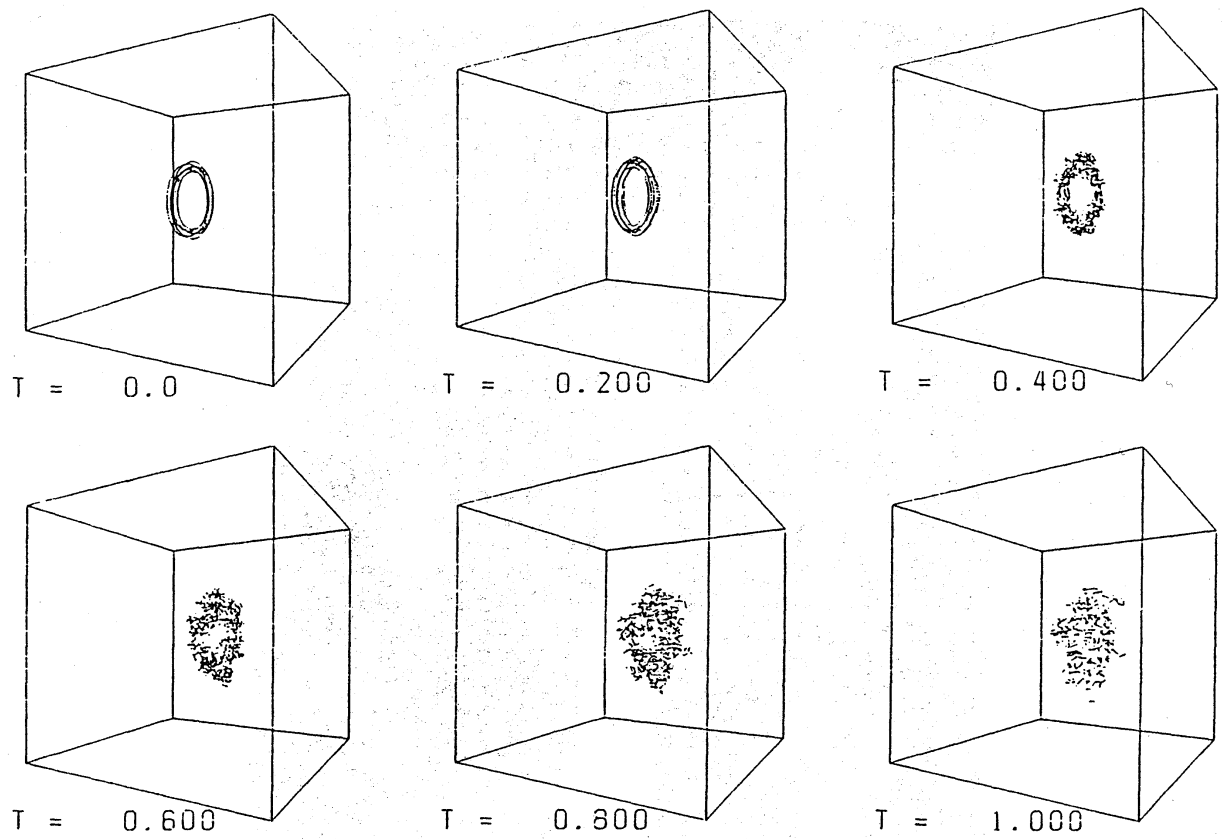 T = 0.0
T = 0.200
T = 0.400
T = 0.600
T = 0.800
T = 1.000